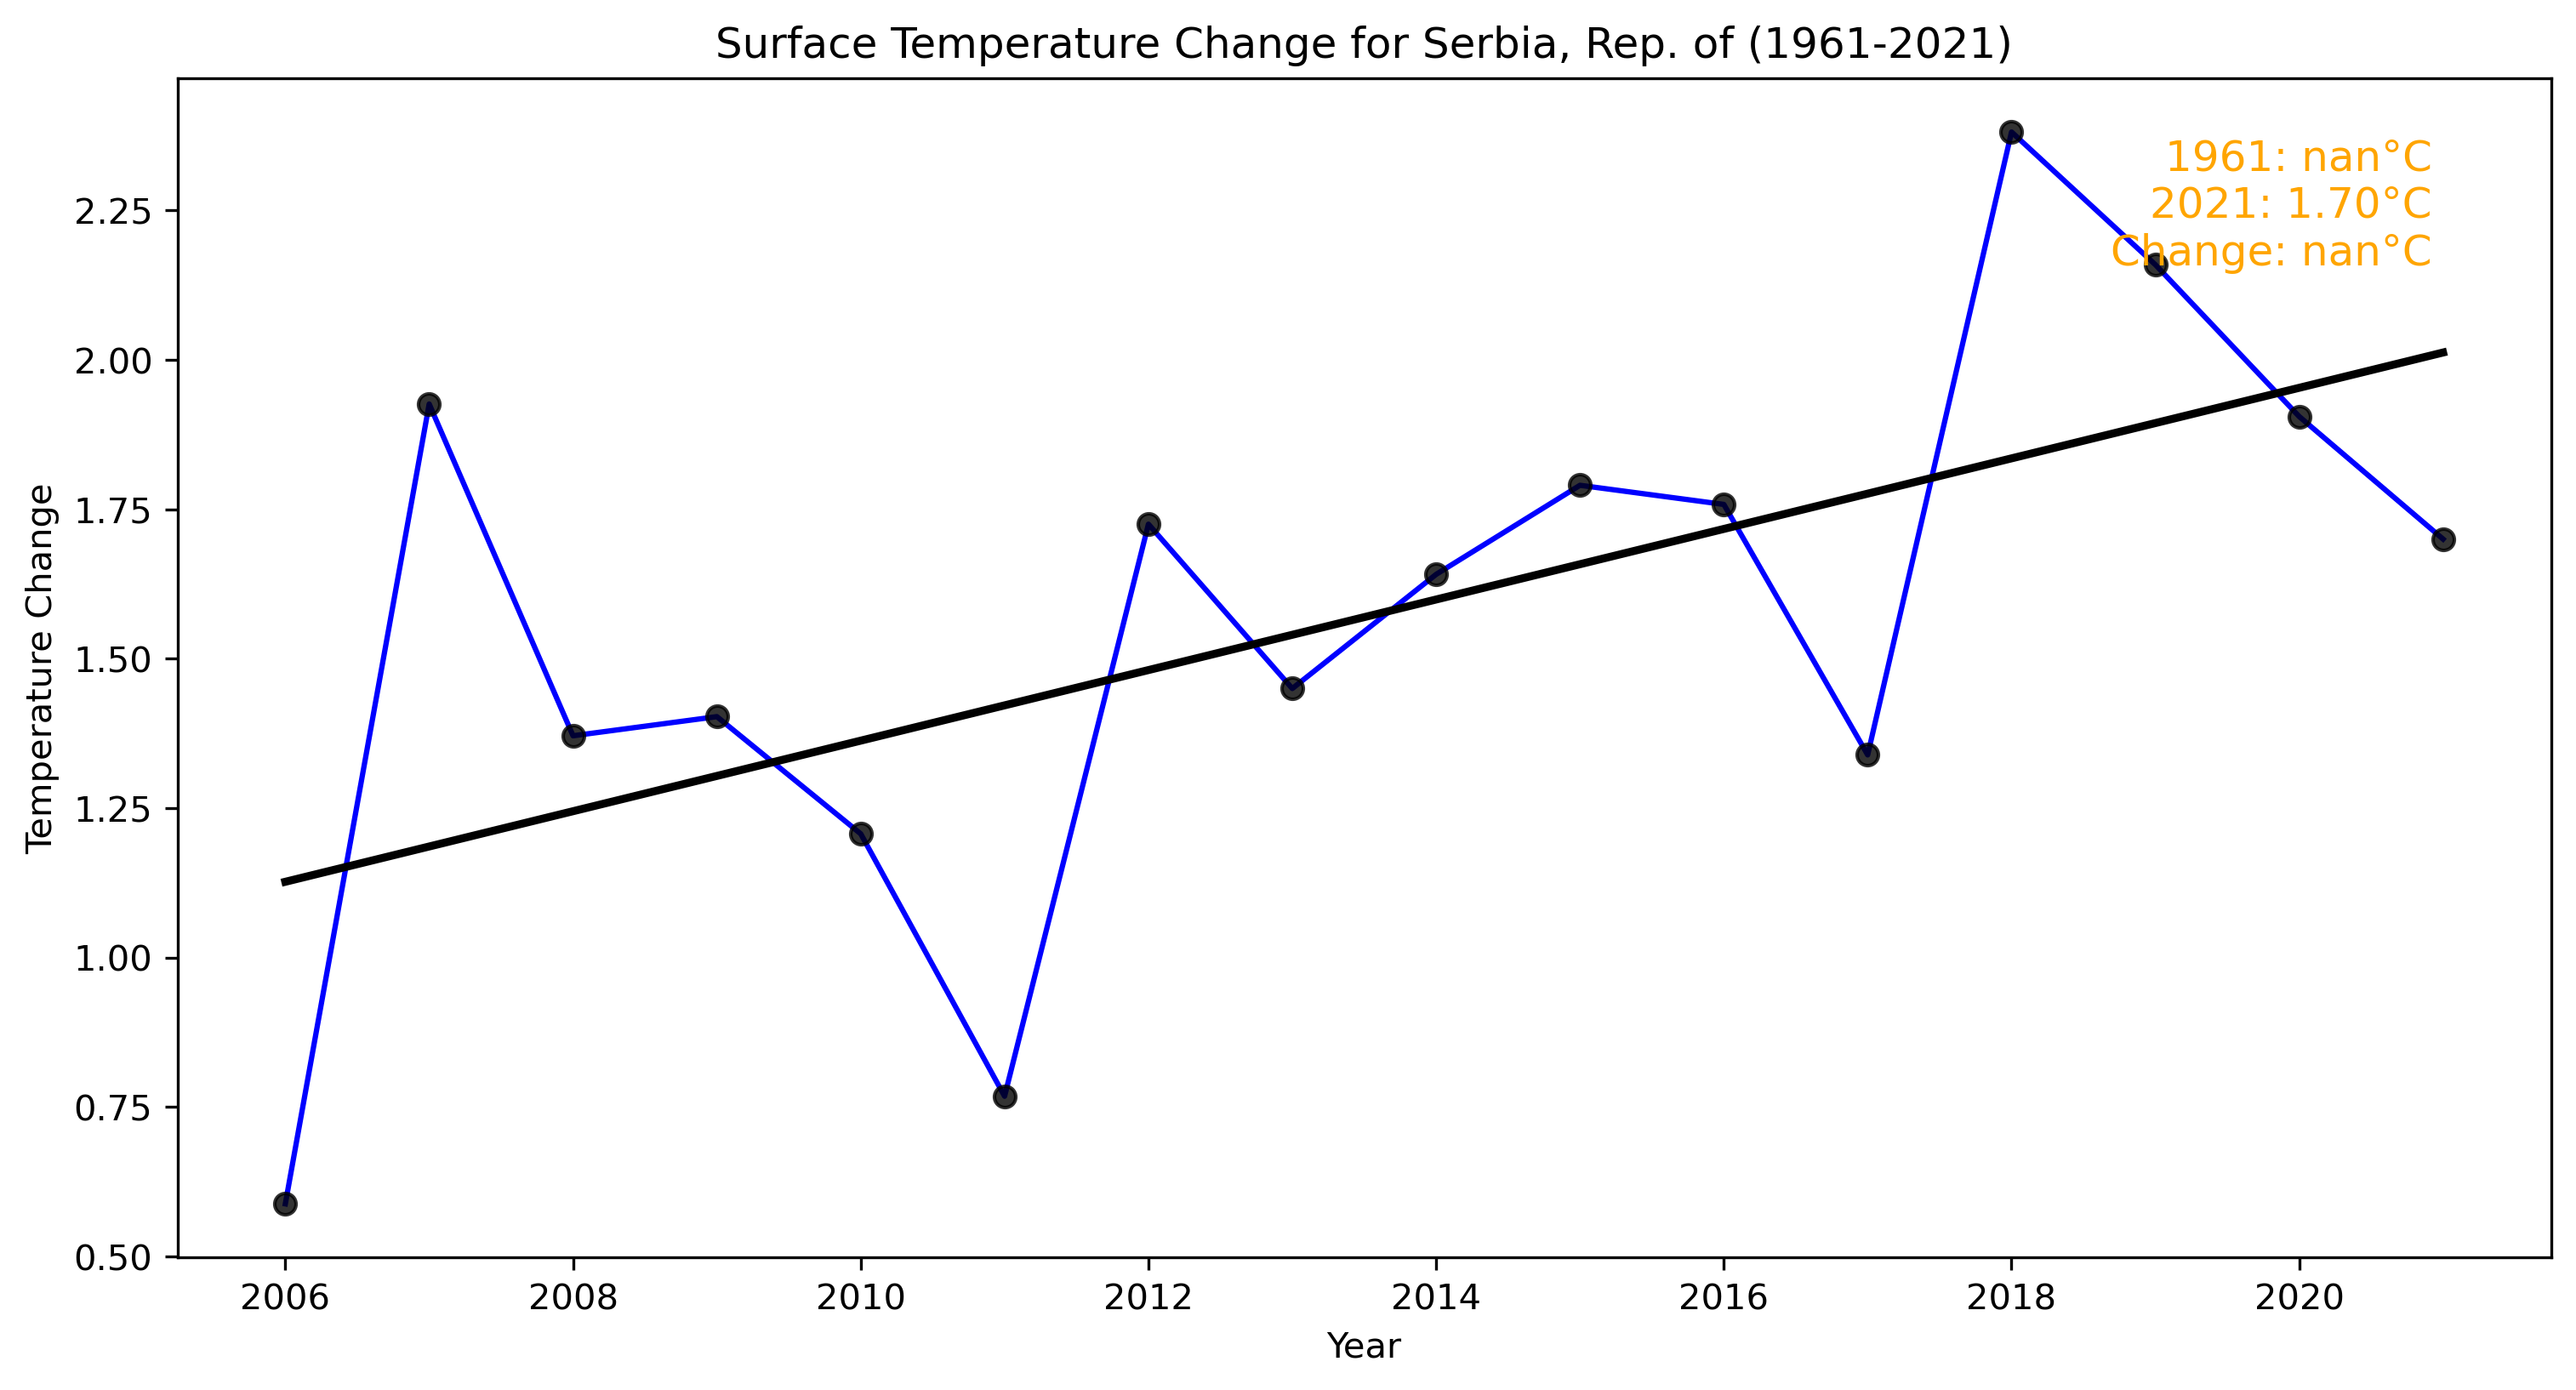 Surface Temperature Change for Serbia, Rep. of (1961-2021)
1961: nan°C
2021: 1.70°C
Change: nan°C
Temperature Change
2.25
2.00
1.75
1.50
1.25
1.00
0.75
0.50
2006 2008 2010 2012 2014 2016 2018 2020
Year